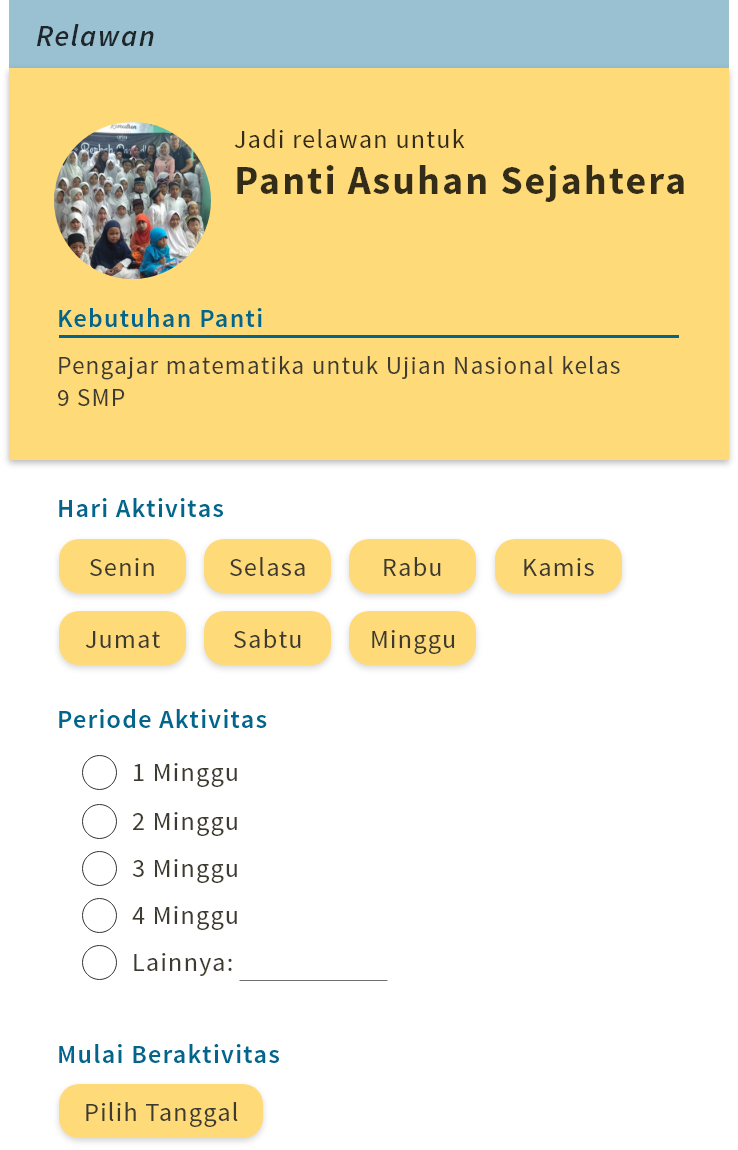 Relawan
Jadi relawan untuk
Panti Asuhan Sejahtera
Kebutuhan Panti
Pengajar matematika untuk Ujian Nasional kelas
9 SMP
Hari Aktivitas
Senin Selasa Rabu Kamis
Jumat Sabtu Minggu
Periode Aktivitas
1 Minggu
2 Minggu
3 Minggu
4 Minggu
Lainnya:
Mulai Beraktivitas
Pilih Tanggal